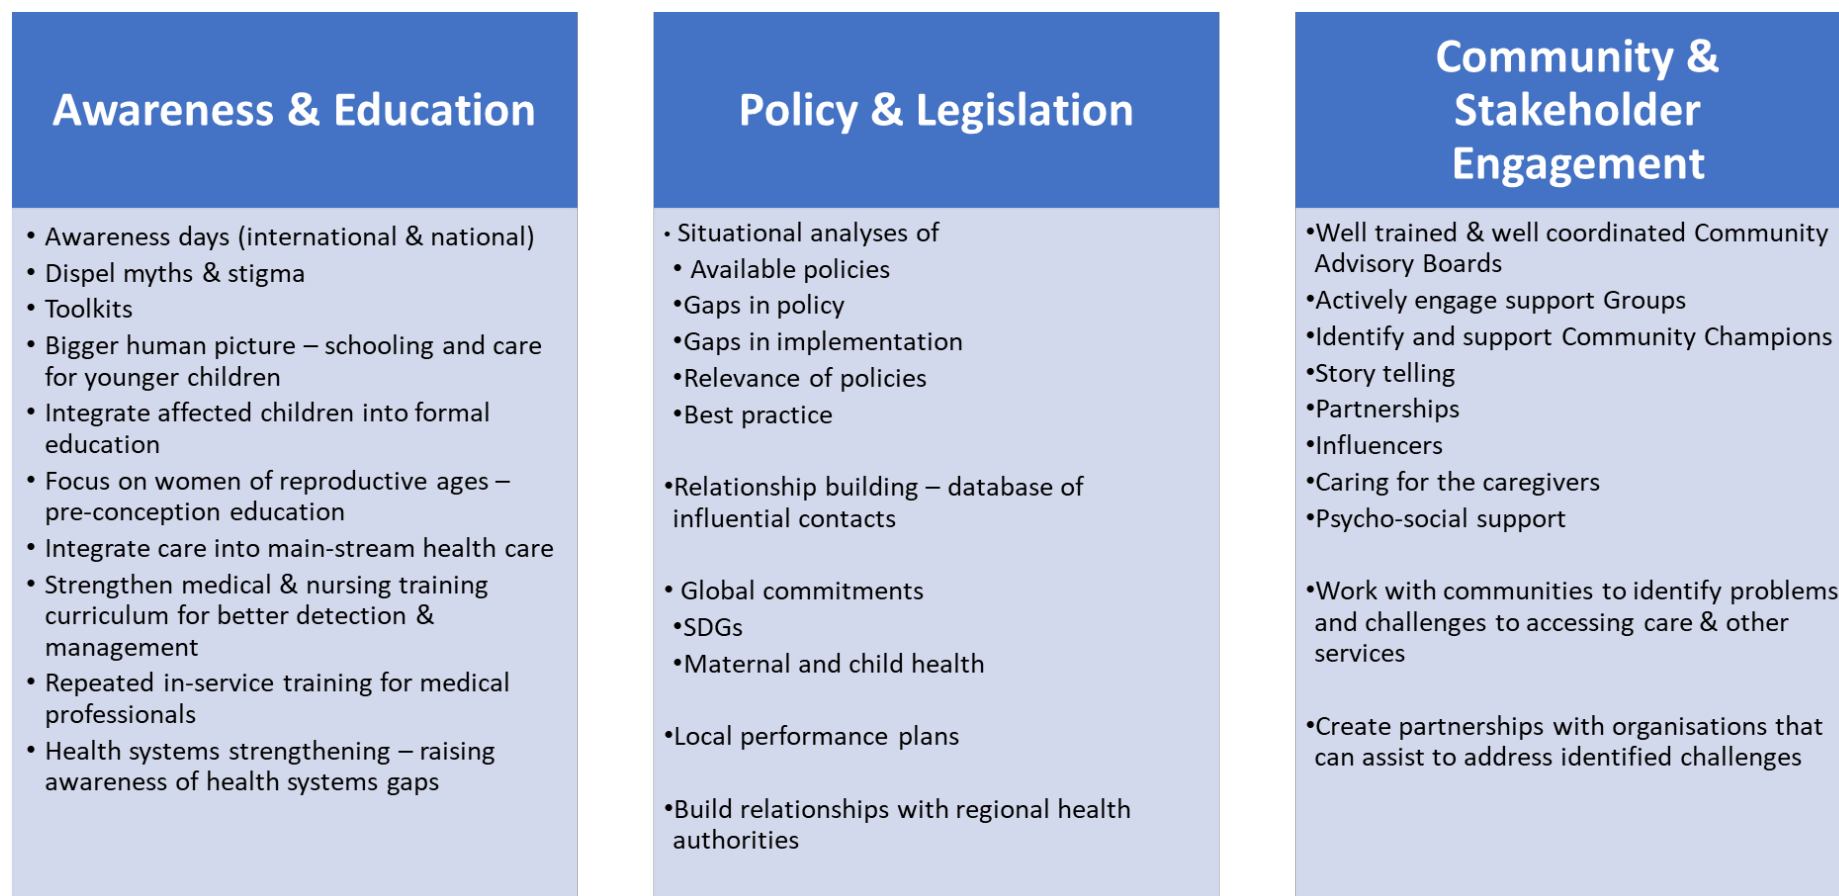 Awareness & Education
• Awareness days (international & national)
• Dispel myths & stigma
• Toolkits
• Bigger human picture – schooling and care
for younger children
• Integrate affected children into formal
education
• Focus on women of reproductive ages –
pre-conception education
• Integrate care into main-stream health care
• Strengthen medical & nursing training
curriculum for better detection &
management
• Repeated in-service training for medical
professionals
• Health systems strengthening – raising
awareness of health systems gaps
Policy & Legislation
• Situational analyses of
• Available policies
•Gaps in policy
•Gaps in implementation
•Relevance of policies
•Best practice
•Relationship building – database of
influential contacts
• Global commitments
•SDGs
•Maternal and child health
•Local performance plans
•Build relationships with regional health
authorities
Community &
Stakeholder
Engagement
•Well trained & well coordinated Community
Advisory Boards
•Actively engage support Groups
•Identify and support Community Champions
•Story telling
•Partnerships
•Influencers
•Caring for the caregivers
•Psycho-social support
•Work with communities to identify problems
and challenges to accessing care & other
services
•Create partnerships with organisations that
can assist to address identified challenges